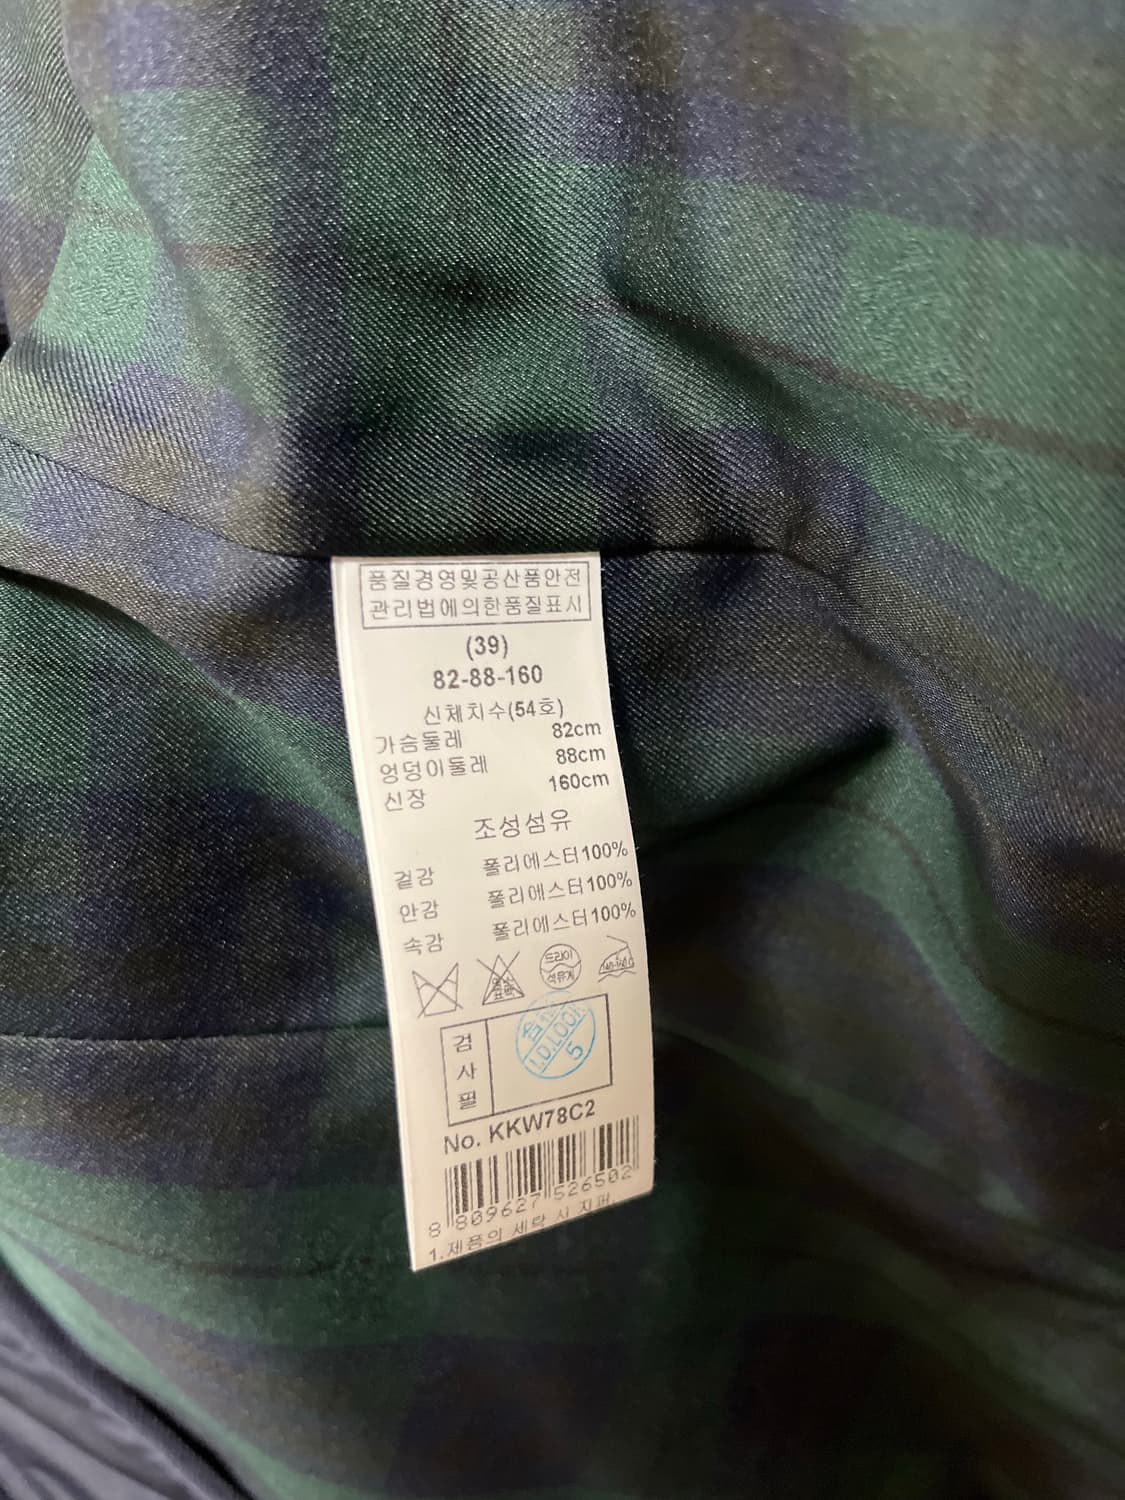 품질경영및공산품안전
관리법에의한품질표시
(39)
82-88-160
신체치수(54호)
가슴둘레 82cm
엉덩이둘레 88cm
신장 160cm
조성섬유
겉감 폴리에스터100%
안감 폴리에스터100%
속감 폴리에스터100%
드라이
석유계
검사필
I.D.LOOK
5
No. KKW78C2
8 809627 526502
1.제품의 세탁 시 지퍼,